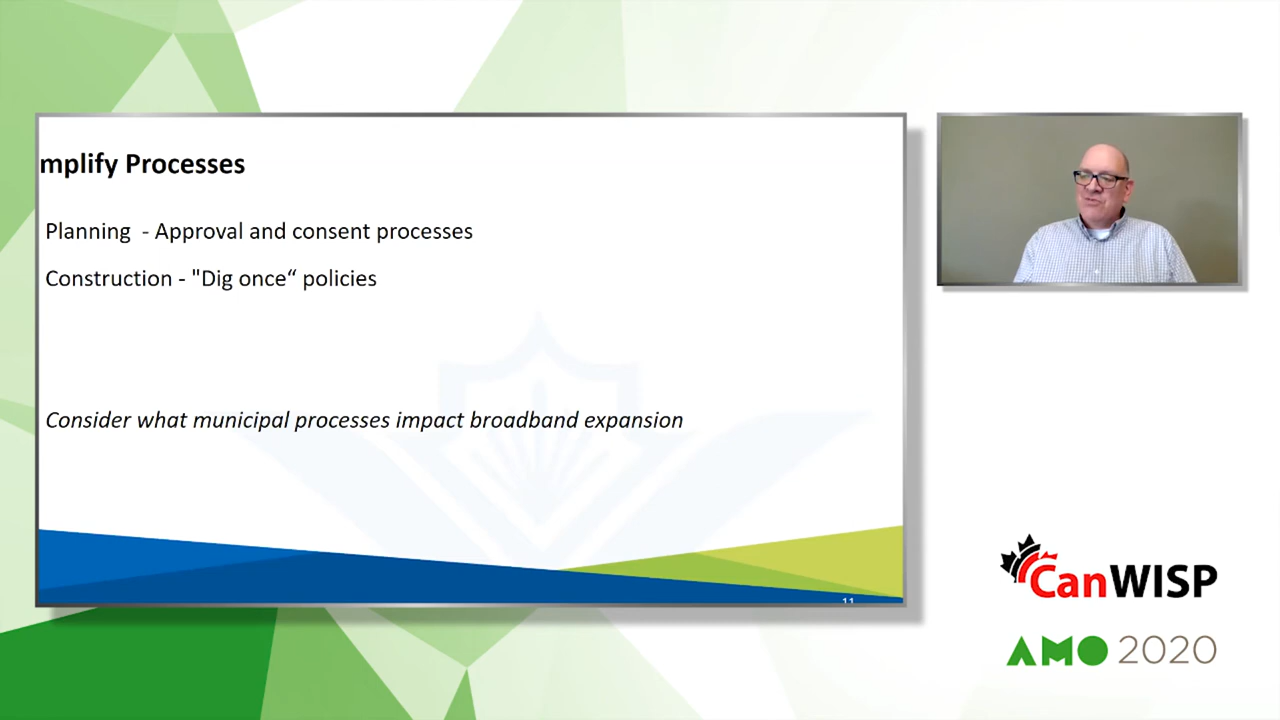 mplify Processes
Planning - Approval and consent processes
Construction - "Dig once“ policies
Consider what municipal processes impact broadband expansion
11
CanWISP
AMO 2020